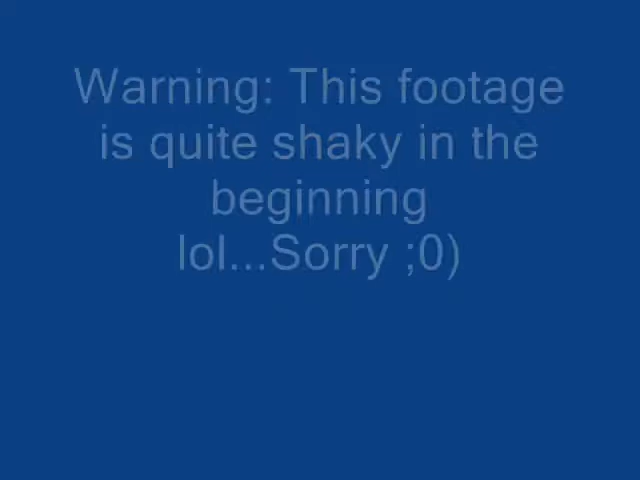 Warning: This footage
is quite shaky in the
beginning
lol...Sorry ;0)